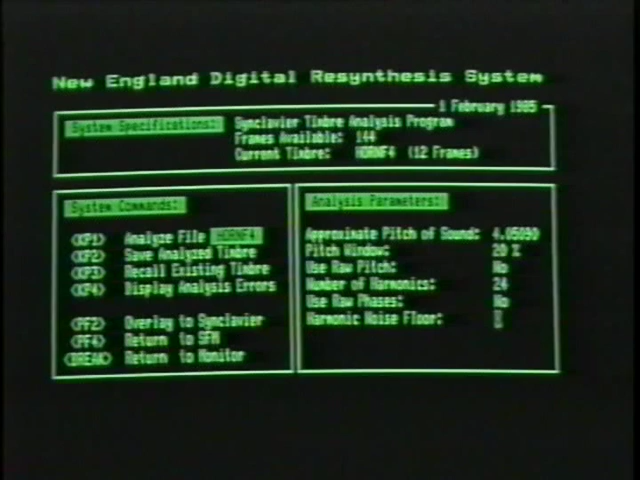 New England Digital Resynthesis System
1 February 1985
System Specifications: Synclavier Timbre Analysis Program
Frames Available: 144
Current Timbre: HORNF4 (12 Frames)
System Commands:
<KP1> Analyze File HORNF4
<KP2> Save Analyzed Timbre
<KP3> Recall Existing Timbre
<KP4> Display Analysis Errors
<PF2> Overlay to Synclavier
<PF4> Return to SFM
<BREAK> Return to Monitor
Analysis Parameters:
Approximate Pitch of Sound:
Pitch Window: 20 %
Use Raw Pitch: No
Number of Harmonics: 24
Use Raw Phases: No
Harmonic Noise Floor: